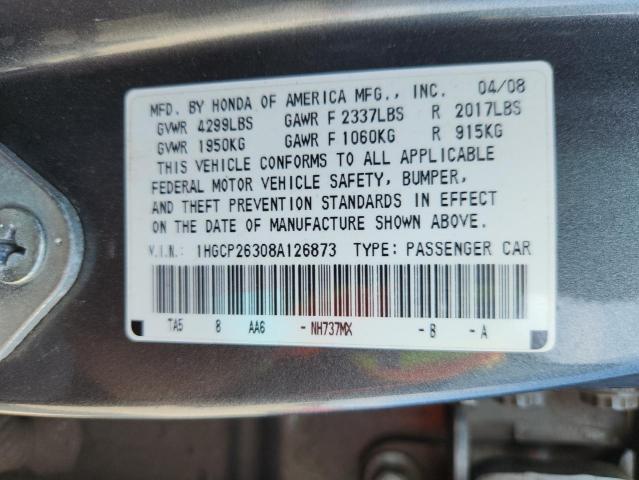 MFD. BY HONDA OF AMERICA MFG., INC. 04/08
GVWR 4299LBS GAWR F 2337LBS R 2017LBS
GVWR 1950KG GAWR F 1060KG R 915KG
THIS VEHICLE CONFORMS TO ALL APPLICABLE
FEDERAL MOTOR VEHICLE SAFETY, BUMPER,
AND THEFT PREVENTION STANDARDS IN EFFECT
ON THE DATE OF MANUFACTURE SHOWN ABOVE.
V.I.N.: 1HGCP26308A126873 TYPE: PASSENGER CAR
TA5 8 AA6 -NH737MX -B -A